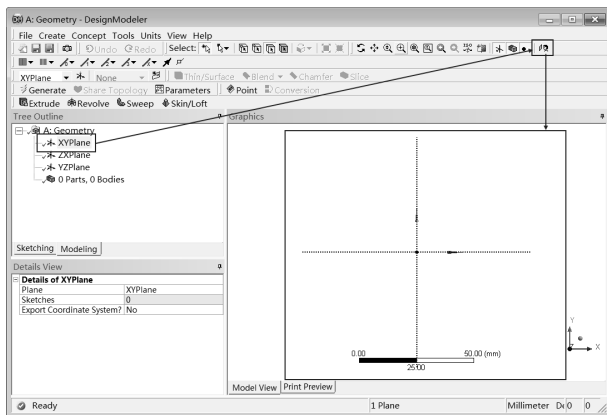 A: Geometry - DesignModeler
File Create Concept Tools Units View Help
Undo Redo Select:
XYPlane None Thin/Surface Blend Chamfer Slice
Generate Share Topology Parameters Point Conversion
Extrude Revolve Sweep Skin/Loft
Tree Outline
A: Geometry
XYPlane
ZXPlane
YZPlane
0 Parts, 0 Bodies
Sketching Modeling
Details View
Details of XYPlane
Plane XYPlane
Sketches 0
Export Coordinate System? No
Graphics
Y
Z
X
0.00 50.00 (mm)
25.00
Model View Print Preview
Ready 1 Plane Millimeter De 0 0